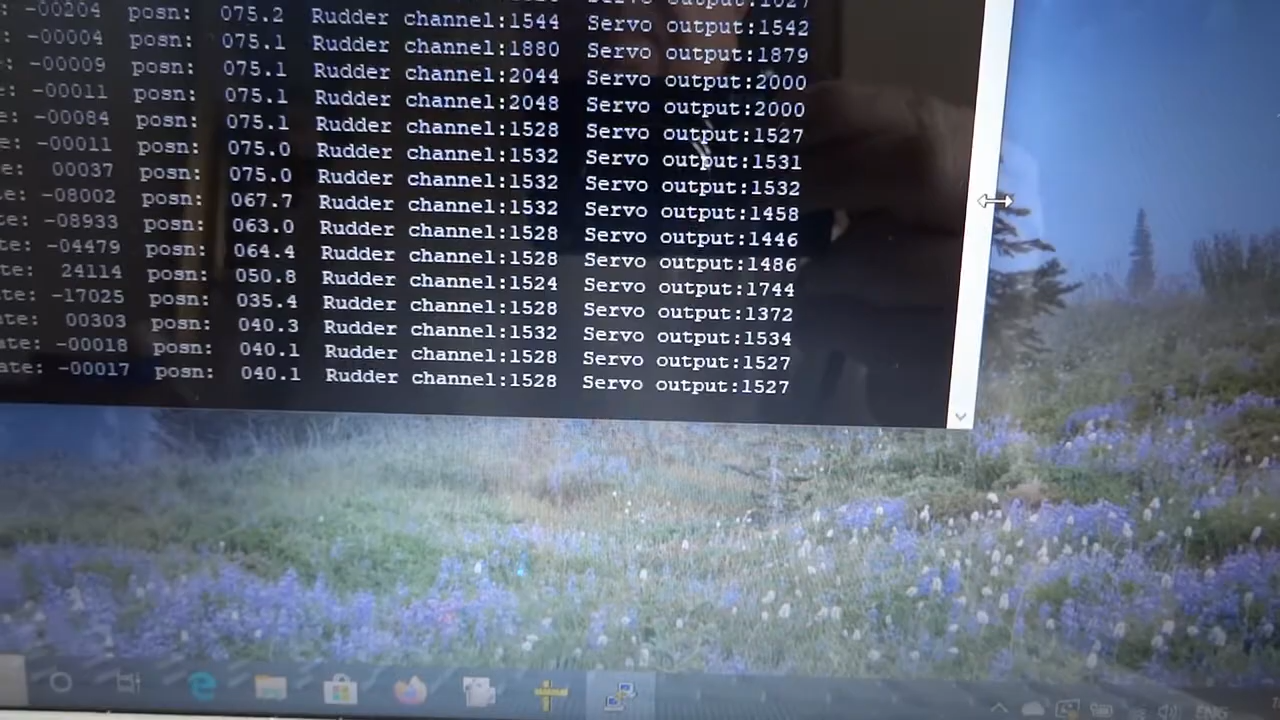 -00204 posn: 075.2 Rudder channel:1544 Servo output:1542
: -00004 posn: 075.1 Rudder channel:1880 Servo output:1879
: -00009 posn: 075.1 Rudder channel:2044 Servo output:2000
: -00011 posn: 075.1 Rudder channel:2048 Servo output:2000
e: -00084 posn: 075.1 Rudder channel:1528 Servo output:1527
e: -00011 posn: 075.0 Rudder channel:1532 Servo output:1531
e: 00037 posn: 075.0 Rudder channel:1532 Servo output:1532
te: -08002 posn: 067.7 Rudder channel:1532 Servo output:1458
te: -08933 posn: 063.0 Rudder channel:1528 Servo output:1446
te: -04479 posn: 064.4 Rudder channel:1528 Servo output:1486
te: 24114 posn: 050.8 Rudder channel:1524 Servo output:1744
ate: -17025 posn: 035.4 Rudder channel:1528 Servo output:1372
ate: 00303 posn: 040.3 Rudder channel:1532 Servo output:1534
ate: -00018 posn: 040.1 Rudder channel:1528 Servo output:1527
ate: -00017 posn: 040.1 Rudder channel:1528 Servo output:1527